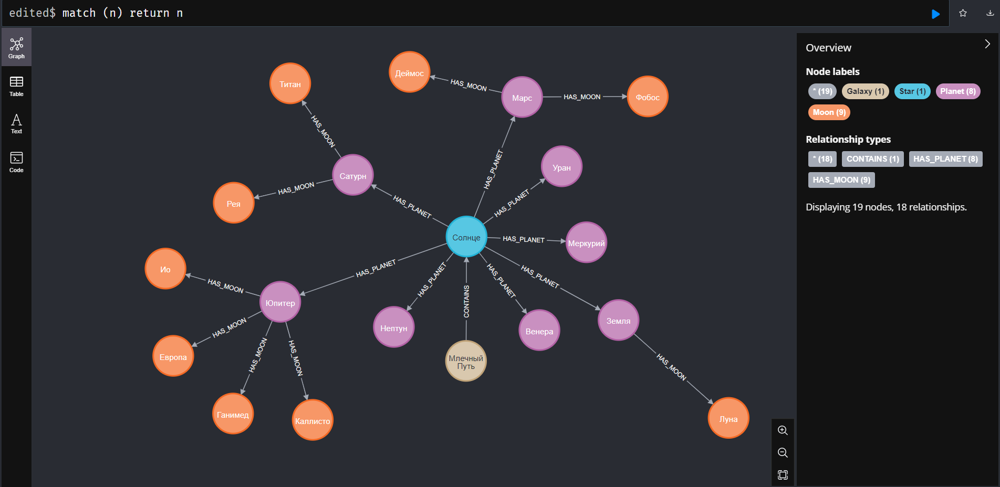 edited$ match (n) return n
Graph
Table
Text
Code
Титан
Деймос
HAS_MOON
Марс
HAS_MOON
Фобос
HAS_MOON
Сатурн
HAS_PLANET
Уран
Рея
HAS_MOON
HAS_PLANET
HAS_PLANET
Солнце
HAS_PLANET
Меркурий
Ио
HAS_MOON
HAS_PLANET
HAS_PLANET
HAS_PLANET
HAS_PLANET
Юпитер
CONTAINS
Нептун
Венера
Земля
HAS_MOON
Европа
HAS_MOON
HAS_MOON
Млечный
Путь
HAS_MOON
Ганимед
Каллисто
Луна
Overview
Node labels
* (19) Galaxy (1) Star (1) Planet (8)
Moon (9)
Relationship types
* (18) CONTAINS (1) HAS_PLANET (8)
HAS_MOON (9)
Displaying 19 nodes, 18 relationships.